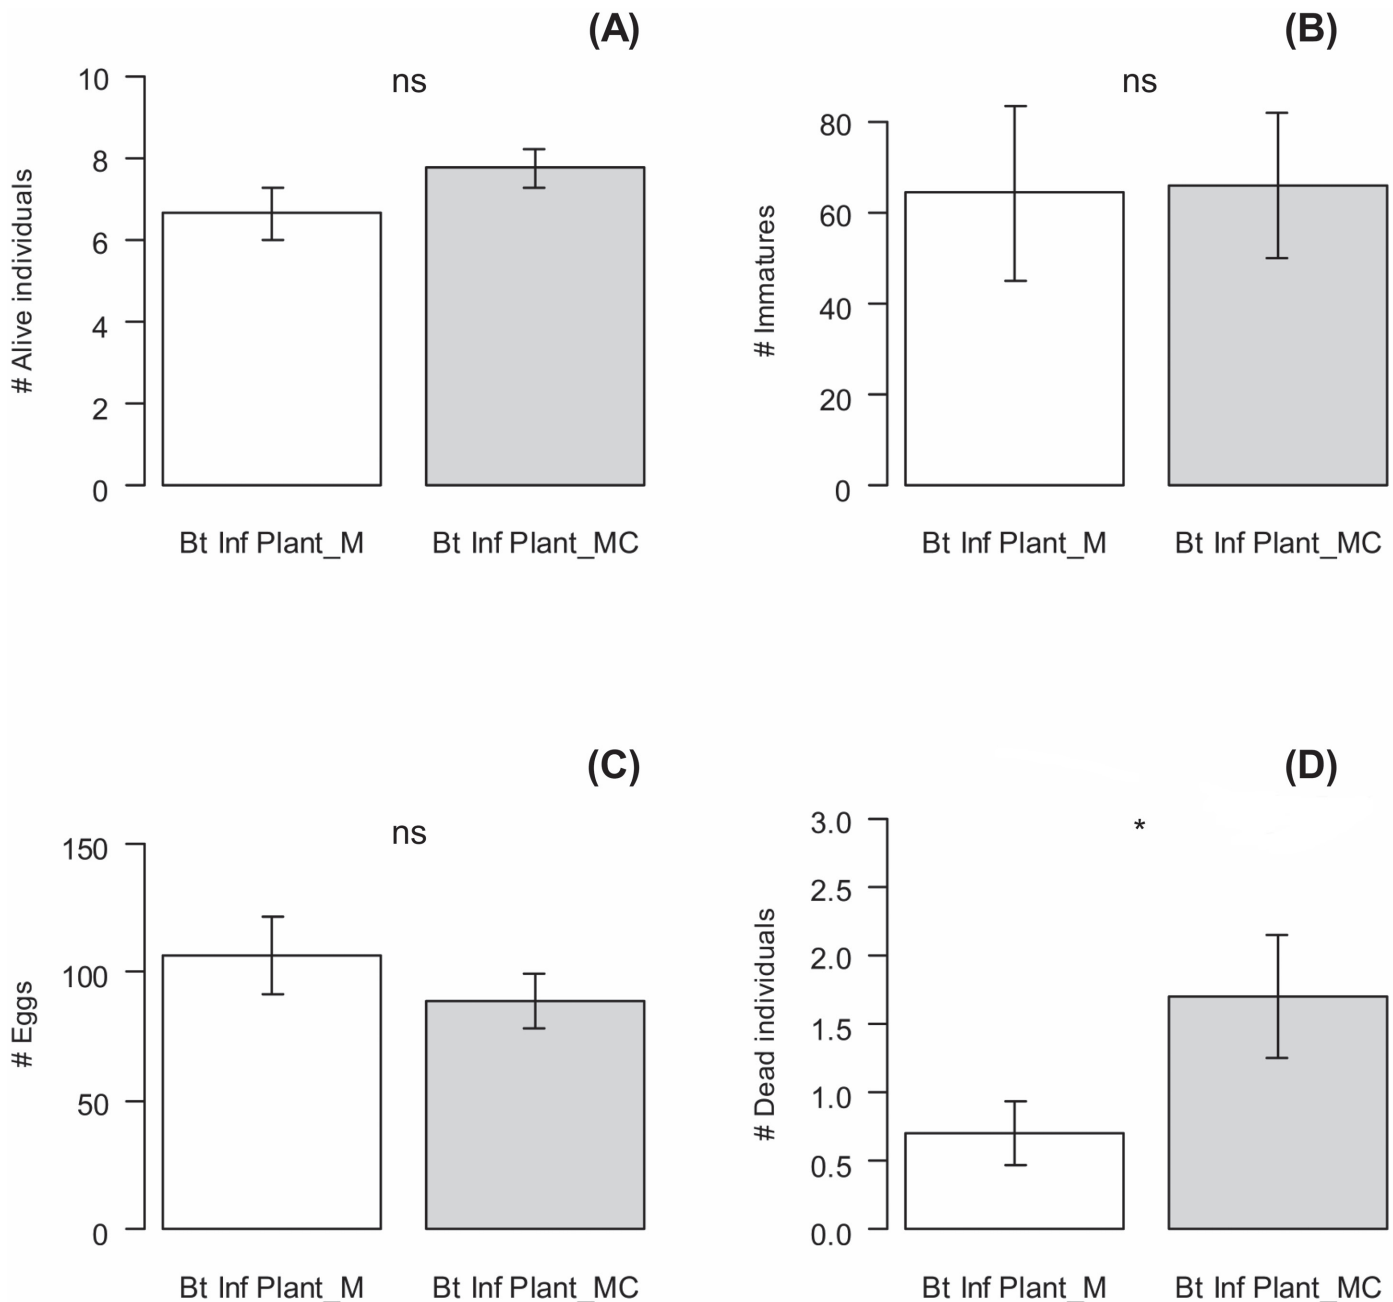 (A)
ns
10
8
6
4
2
0
# Alive individuals
Bt Inf Plant_M
Bt Inf Plant_MC
(B)
ns
80
60
40
20
0
# Immatures
Bt Inf Plant_M
Bt Inf Plant_MC
(C)
ns
150
100
50
0
# Eggs
Bt Inf Plant_M
Bt Inf Plant_MC
(D)
*
3.0
2.5
2.0
1.5
1.0
0.5
0.0
# Dead individuals
Bt Inf Plant_M
Bt Inf Plant_MC